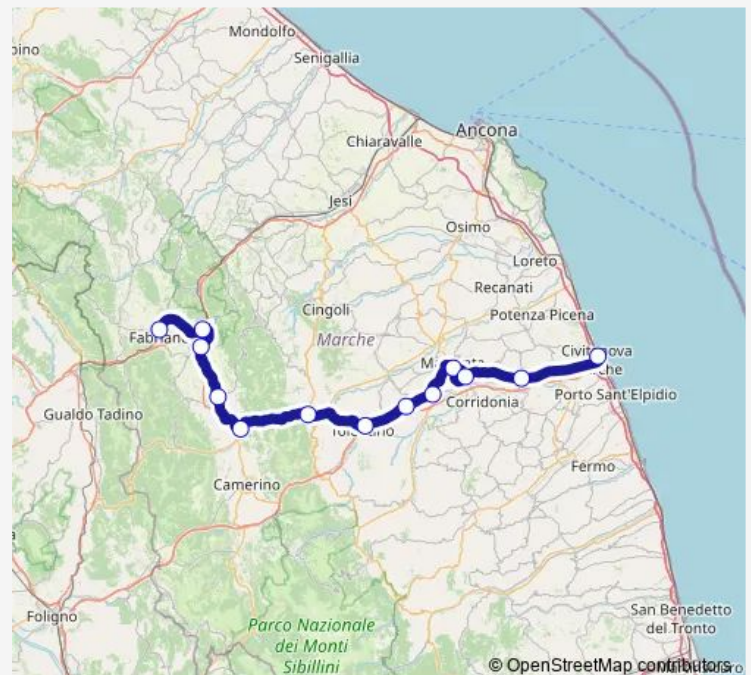 Mondolfo
Senigallia
Ancona
Chiaravalle
Jesi
Osimo
Loreto
Recanati
Cingoli
Potenza Picena
Marche
Porto Sant'Elpidio
Corridonia
Gualdo Tadino
Fermo
Camerino
Foligno
San Benedetto
del Tronto
Parco Nazionale
dei Monti
Sibillini
© OpenStreetMap contributors